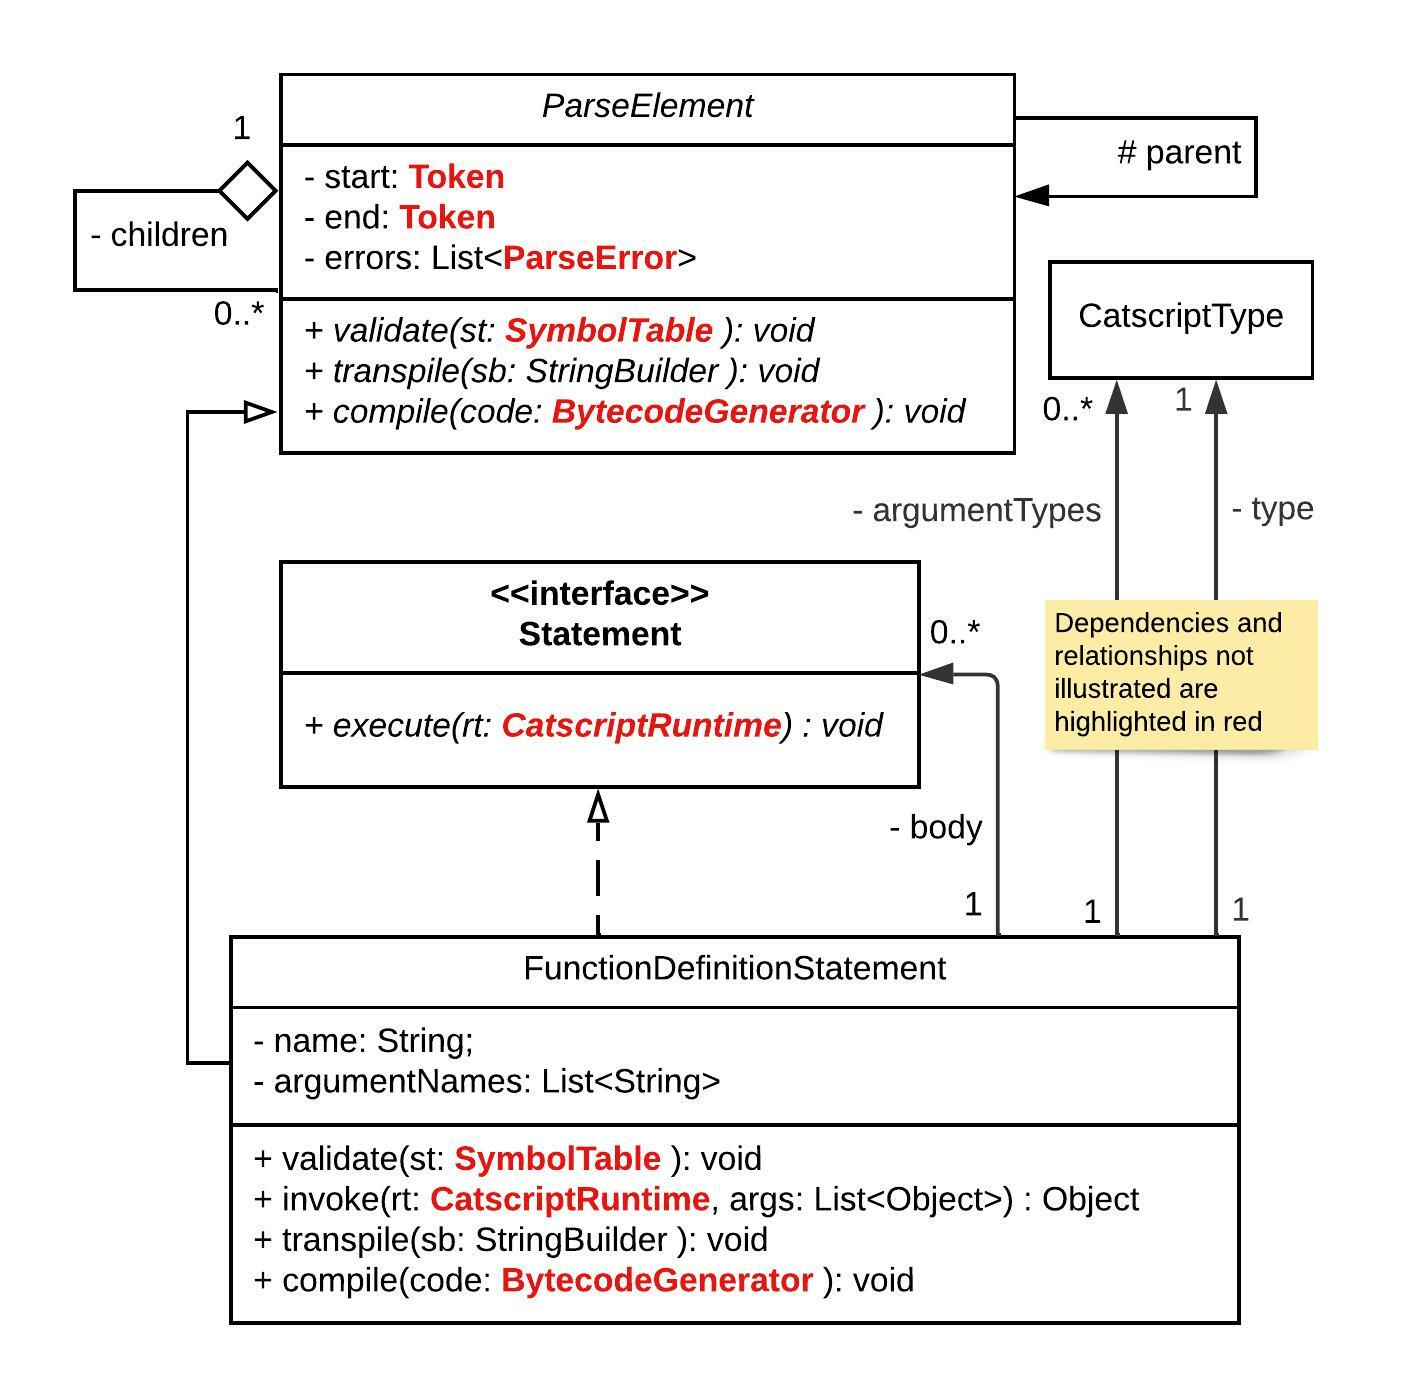 ParseElement
1
- start: Token
- end: Token
- errors: List<ParseError>
# parent
- children
0..*
+ validate(st: SymbolTable ): void
+ transpile(sb: StringBuilder ): void
+ compile(code: BytecodeGenerator ): void
CatscriptType
0..*
1
- argumentTypes
- type
<<interface>>
Statement
0..*
+ execute(rt: CatscriptRuntime) : void
Dependencies and
relationships not
illustrated are
highlighted in red
- body
1
1
1
FunctionDefinitionStatement
- name: String;
- argumentNames: List<String>
+ validate(st: SymbolTable ): void
+ invoke(rt: CatscriptRuntime, args: List<Object>) : Object
+ transpile(sb: StringBuilder ): void
+ compile(code: BytecodeGenerator ): void